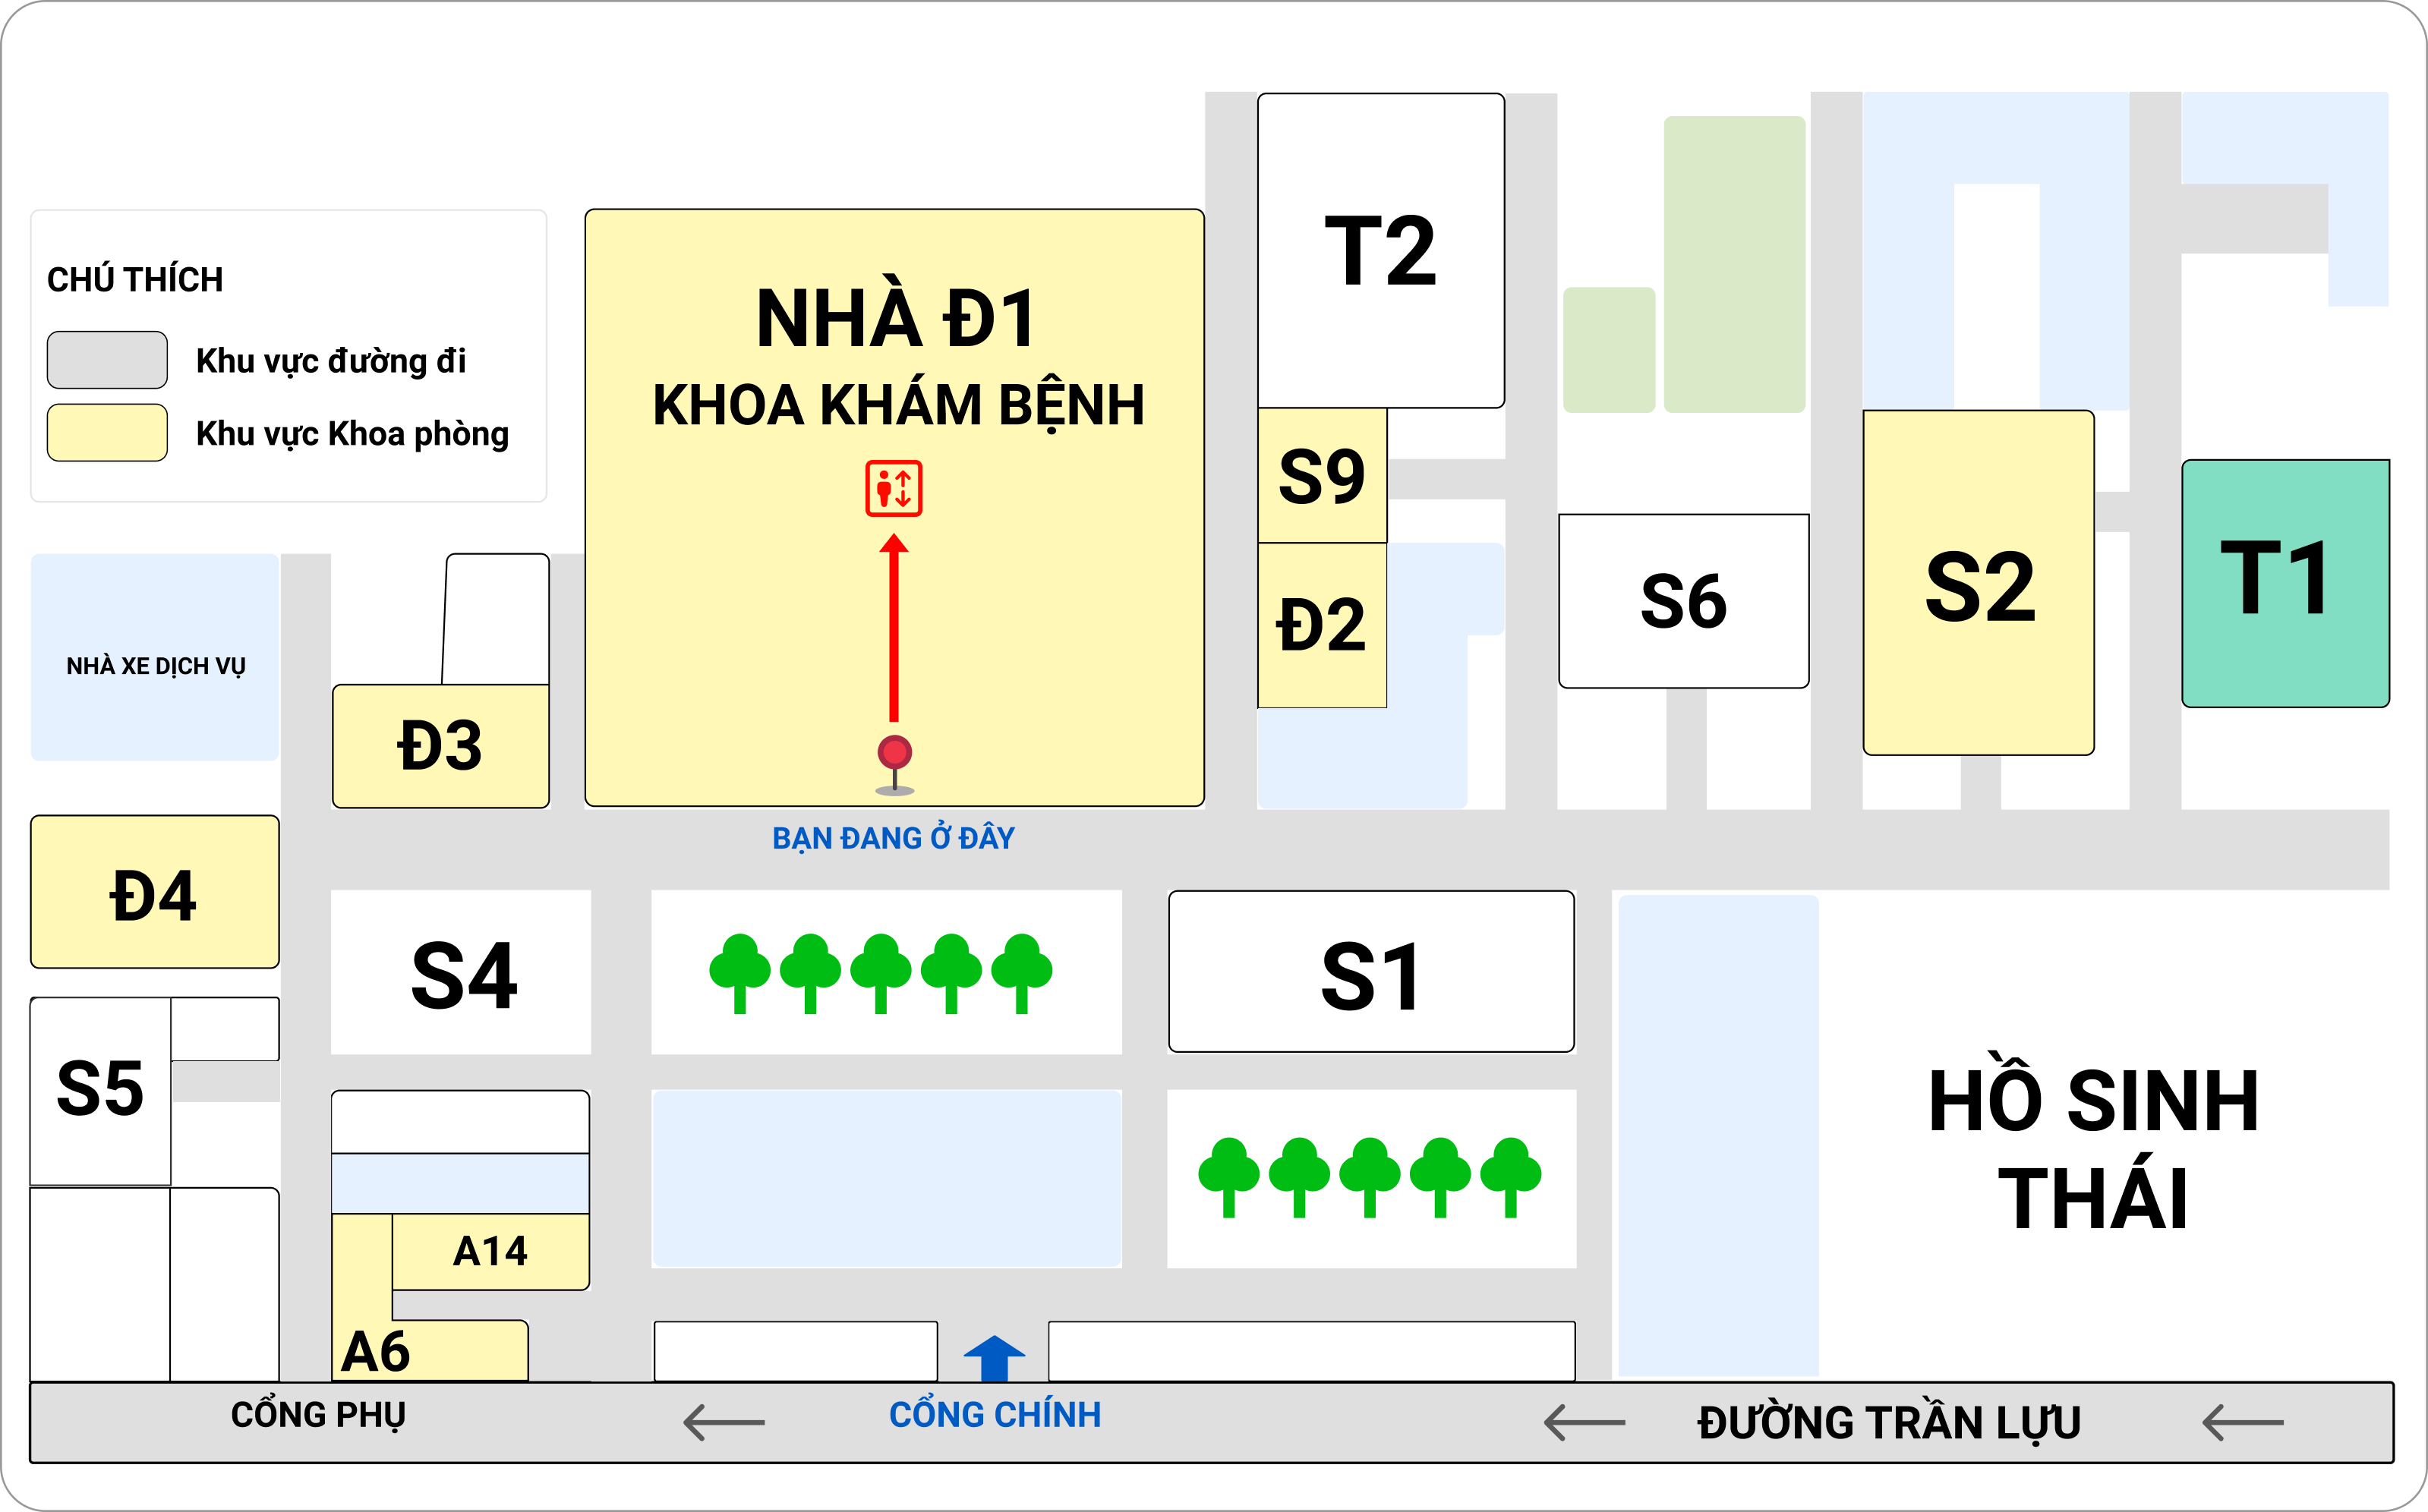 CHÚ THÍCH
Khu vực đường đi
Khu vực Khoa phòng
NHÀ Đ1
KHOA KHÁM BỆNH
BẠN ĐANG Ở ĐÂY
T2
S9
Đ2
S6
S2
T1
NHÀ XE DỊCH VỤ
Đ3
Đ4
S4
S1
S5
HỒ SINH
THÁI
A14
A6
CỔNG PHỤ
CỔNG CHÍNH
ĐƯỜNG TRẦN LỰU